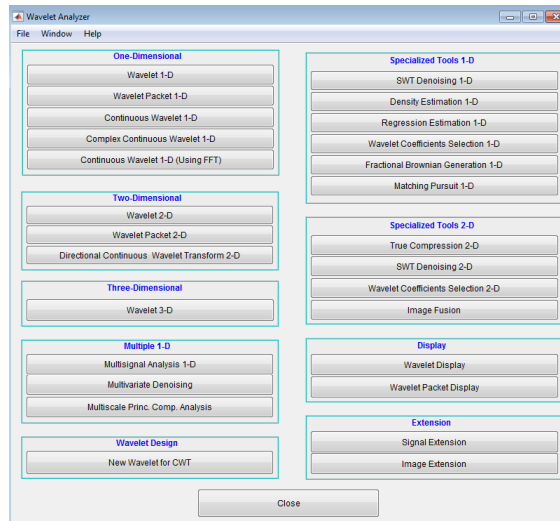 Wavelet Analyzer
File Window Help
One-Dimensional
Wavelet 1-D
Wavelet Packet 1-D
Continuous Wavelet 1-D
Complex Continuous Wavelet 1-D
Continuous Wavelet 1-D (Using FFT)
Two-Dimensional
Wavelet 2-D
Wavelet Packet 2-D
Directional Continuous Wavelet Transform 2-D
Three-Dimensional
Wavelet 3-D
Multiple 1-D
Multisignal Analysis 1-D
Multivariate Denoising
Multiscale Princ. Comp. Analysis
Wavelet Design
New Wavelet for CWT
Specialized Tools 1-D
SWT Denoising 1-D
Density Estimation 1-D
Regression Estimation 1-D
Wavelet Coefficients Selection 1-D
Fractional Brownian Generation 1-D
Matching Pursuit 1-D
Specialized Tools 2-D
True Compression 2-D
SWT Denoising 2-D
Wavelet Coefficients Selection 2-D
Image Fusion
Display
Wavelet Display
Wavelet Packet Display
Extension
Signal Extension
Image Extension
Close